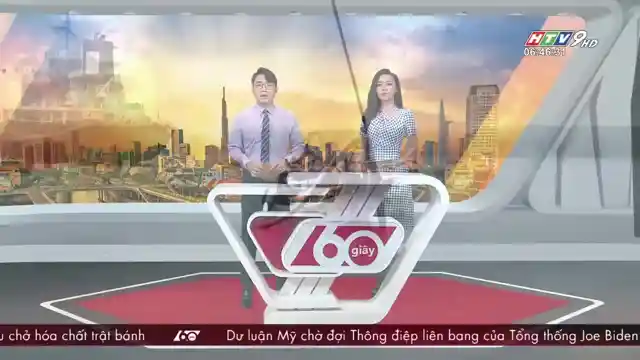 HTV9 HD
06:46:31
60 giây
u chở hóa chất trật bánh 60 Dư luận Mỹ chờ đợi Thông điệp liên bang của Tổng thống Joe Biden